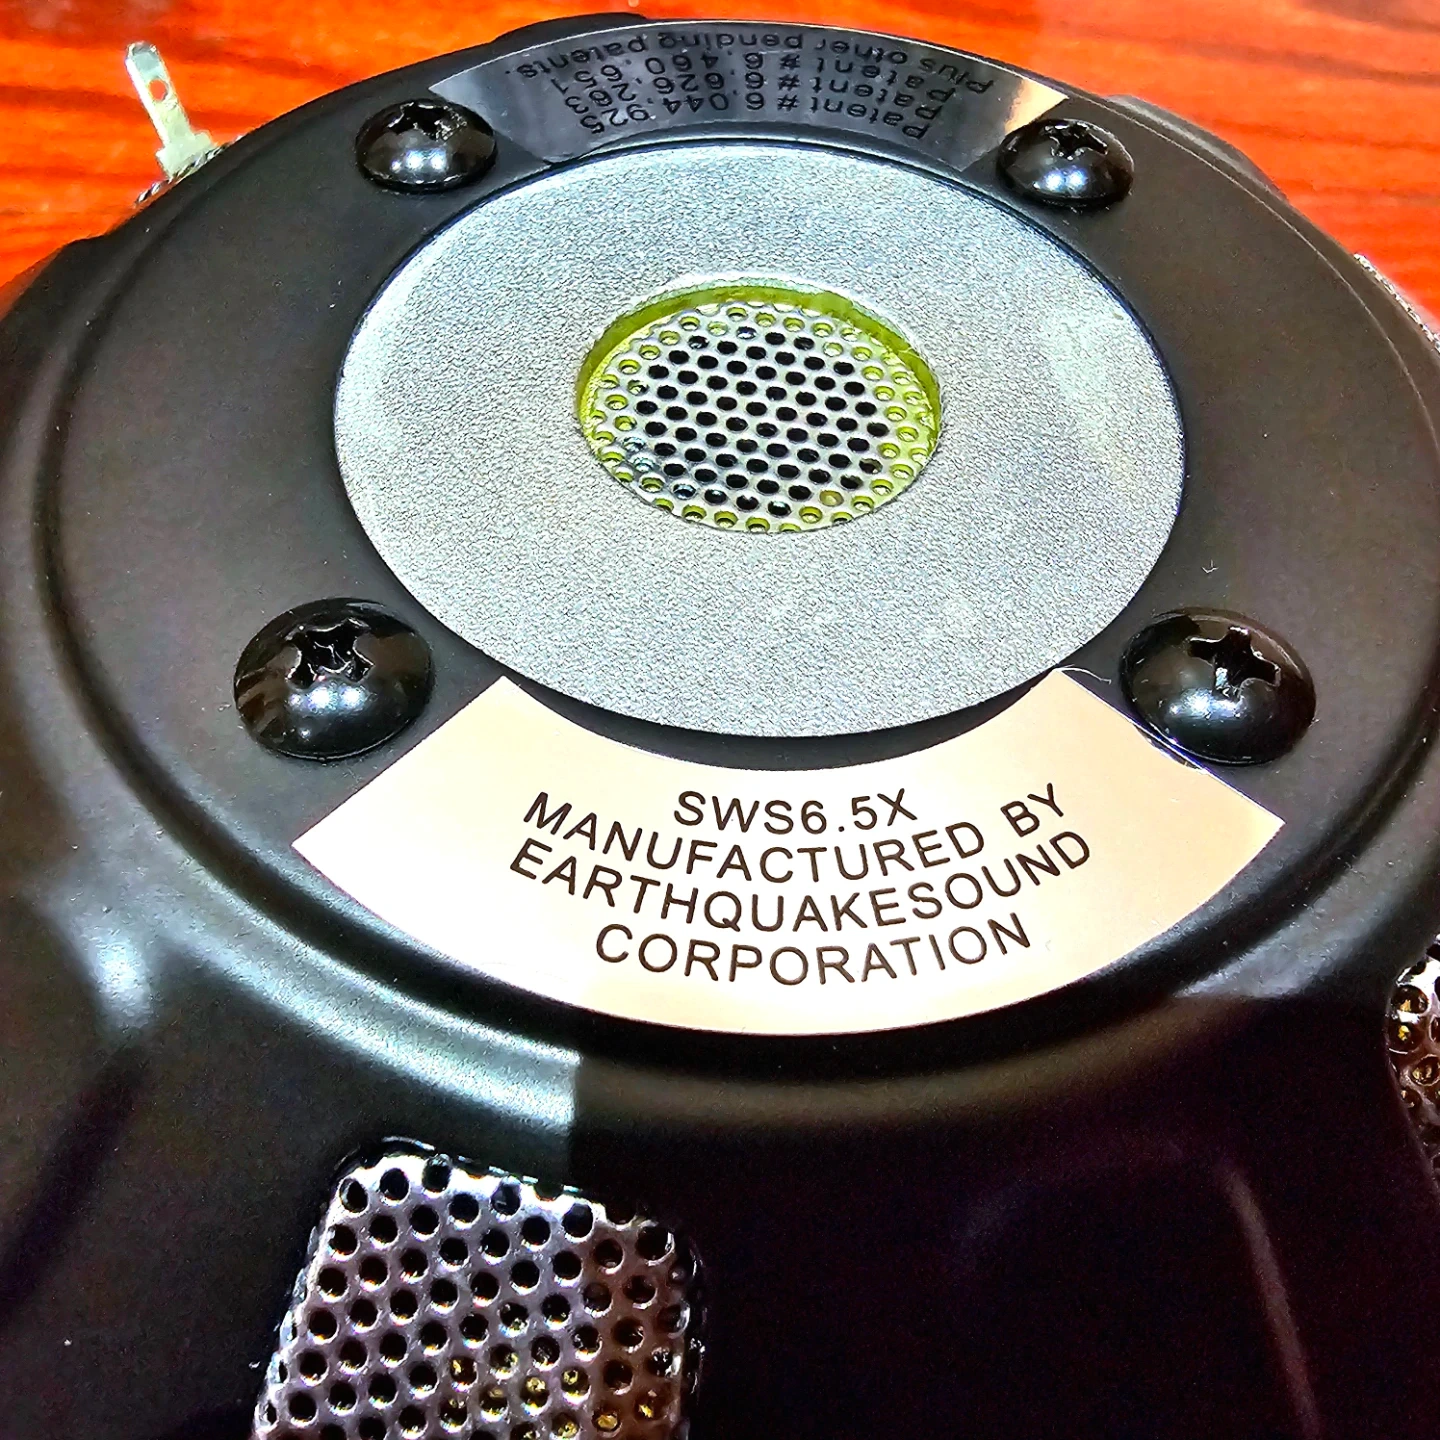 SWS6.5X
MANUFACTURED BY
EARTHQUAKESOUND
CORPORATION
Patent # 6,044,925
Patent # 6,626,263
Patent # 6,460,651
Plus other pending patents.